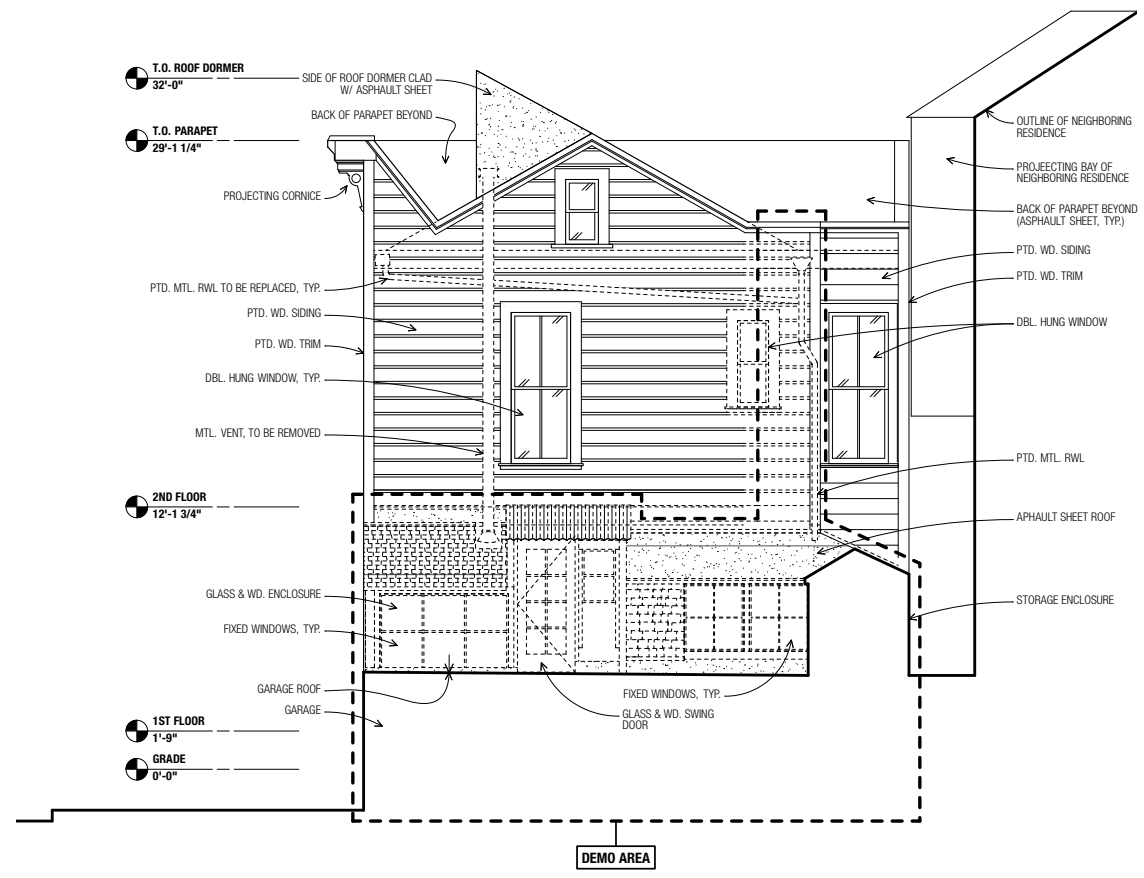 T.O. ROOF DORMER
32'-0"
SIDE OF ROOF DORMER CLAD
W/ ASPHAULT SHEET
BACK OF PARAPET BEYOND
T.O. PARAPET
29'-1 1/4"
PROJECTING CORNICE
PTD. MTL. RWL TO BE REPLACED, TYP.
PTD. WD. SIDING
PTD. WD. TRIM
DBL. HUNG WINDOW, TYP.
MTL. VENT, TO BE REMOVED
2ND FLOOR
12'-1 3/4"
GLASS & WD. ENCLOSURE
FIXED WINDOWS, TYP.
GARAGE ROOF
GARAGE
1ST FLOOR
1'-9"
GRADE
0'-0"
OUTLINE OF NEIGHBORING
RESIDENCE
PROJEECTING BAY OF
NEIGHBORING RESIDENCE
BACK OF PARAPET BEYOND
(ASPHAULT SHEET, TYP.)
PTD. WD. SIDING
PTD. WD. TRIM
DBL. HUNG WINDOW
PTD. MTL. RWL
APHAULT SHEET ROOF
STORAGE ENCLOSURE
FIXED WINDOWS, TYP.
GLASS & WD. SWING
DOOR
DEMO AREA